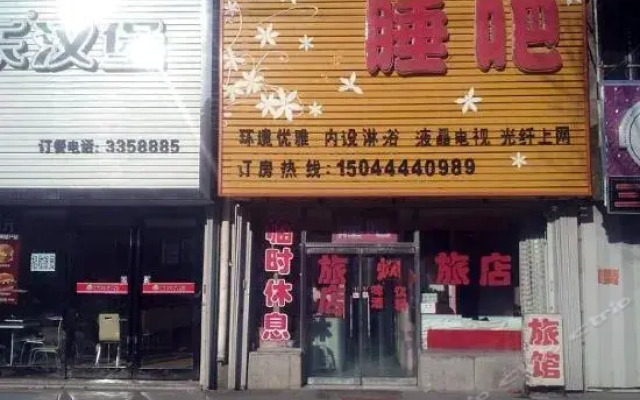 汉堡
订餐电话: 3358885
睡吧
环境优雅 内设淋浴 液晶电视 光纤上网
订房热线: 15044440989
临时休息
旅店
旅店
旅馆
三